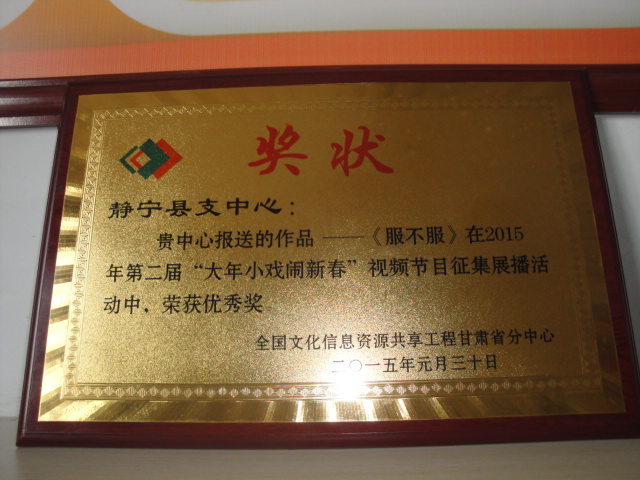 奖状
静宁县支中心：
贵中心报送的作品 ——《服不服》在2015
年第二届“大年小戏闹新春”视频节目征集展播活
动中，荣获优秀奖。
全国文化信息资源共享工程甘肃省分中心
二〇一五年元月三十日